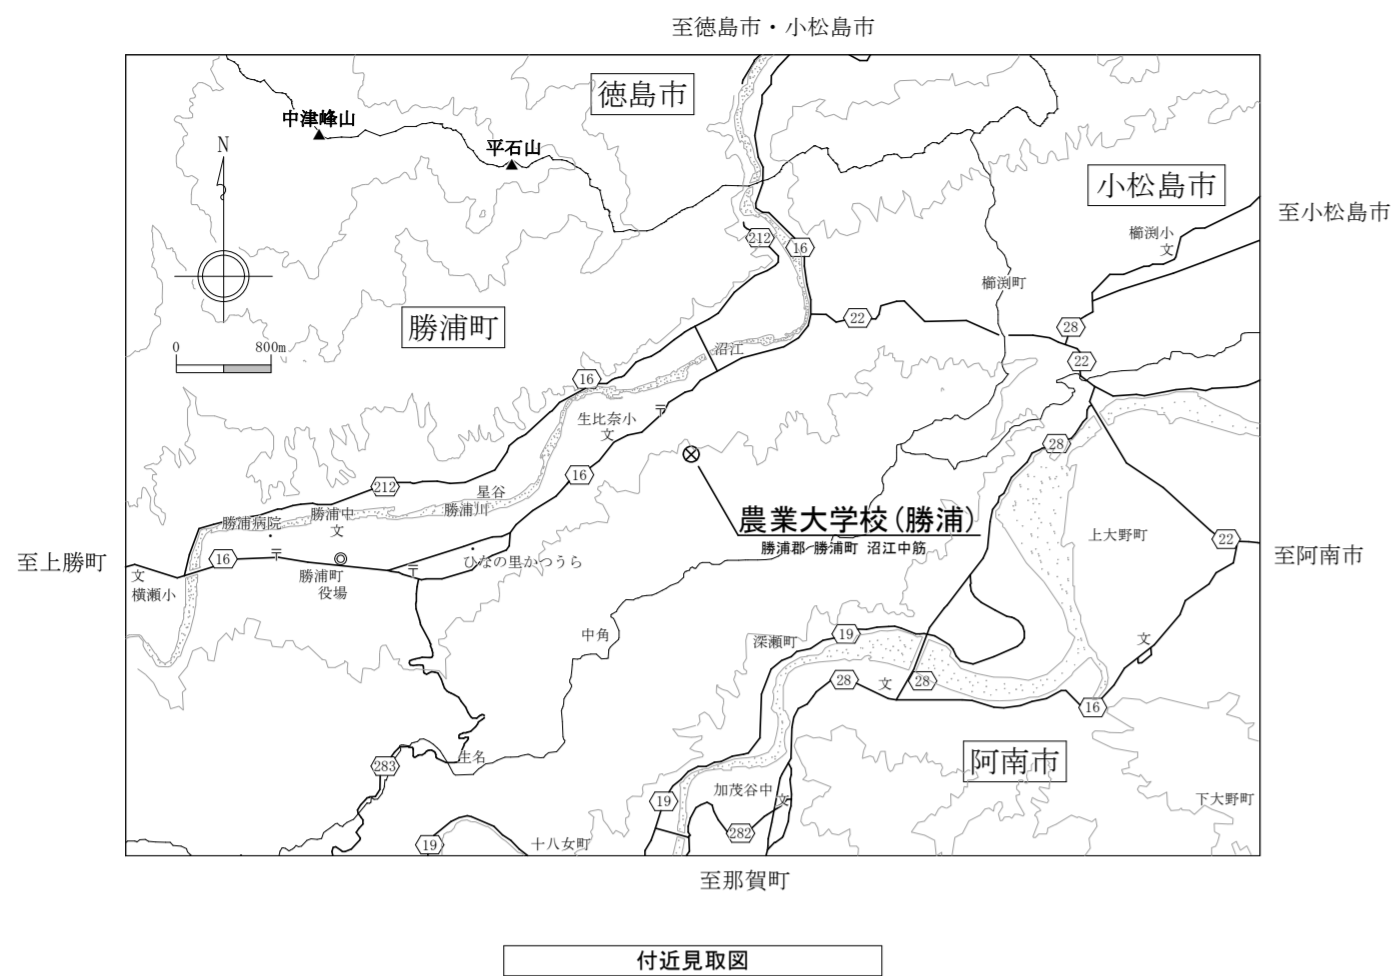 至徳島市・小松島市
徳島市
中津峰山
平石山
N
小松島市
至小松島市
櫛渕小
文
212
16
櫛渕町
勝浦町
22
28
0 800m
沼江
22
16
生比奈小
文
〒
28
16
212
星谷
勝浦川
勝浦中
文
勝浦病院
農業大学校(勝浦)
勝浦郡 勝浦町 沼江中筋
上大野町
22
至阿南市
至上勝町
16
〒
◎
〒
ひなの里かつうら
文
横瀬小
勝浦町
役場
中角
深瀬町
19
文
28
文
28
16
生名
283
阿南市
加茂谷中
文
19
下大野町
282
19
十八女町
至那賀町
付近見取図